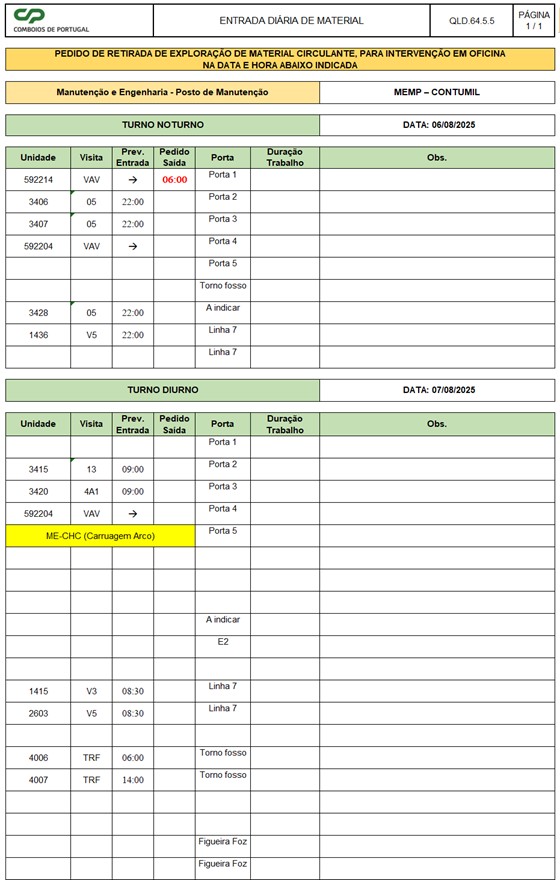 CP
COMBOIOS DE PORTUGAL
ENTRADA DIÁRIA DE MATERIAL
QLD.64.5.5
PÁGINA
1 / 1
PEDIDO DE RETIRADA DE EXPLORAÇÃO DE MATERIAL CIRCULANTE, PARA INTERVENÇÃO EM OFICINA
NA DATA E HORA ABAIXO INDICADA
Manutenção e Engenharia - Posto de Manutenção MEMP – CONTUMIL
TURNO NOTURNO DATA: 06/08/2025
Unidade Visita Prev. Entrada Pedido Saída Porta Duração Trabalho Obs.
592214 VAV → 06:00 Porta 1
3406 05 22:00 Porta 2
3407 05 22:00 Porta 3
592204 VAV → Porta 4
Porta 5
Torno fosso
3428 05 22:00 A indicar
1436 V5 22:00 Linha 7
Linha 7
TURNO DIURNO DATA: 07/08/2025
Unidade Visita Prev. Entrada Pedido Saída Porta Duração Trabalho Obs.
Porta 1
3415 13 09:00 Porta 2
3420 4A1 09:00 Porta 3
592204 VAV → Porta 4
ME-CHC (Carruagem Arco) Porta 5
A indicar
E2
1415 V3 08:30 Linha 7
2603 V5 08:30 Linha 7
4006 TRF 06:00 Torno fosso
4007 TRF 14:00 Torno fosso
Figueira Foz
Figueira Foz